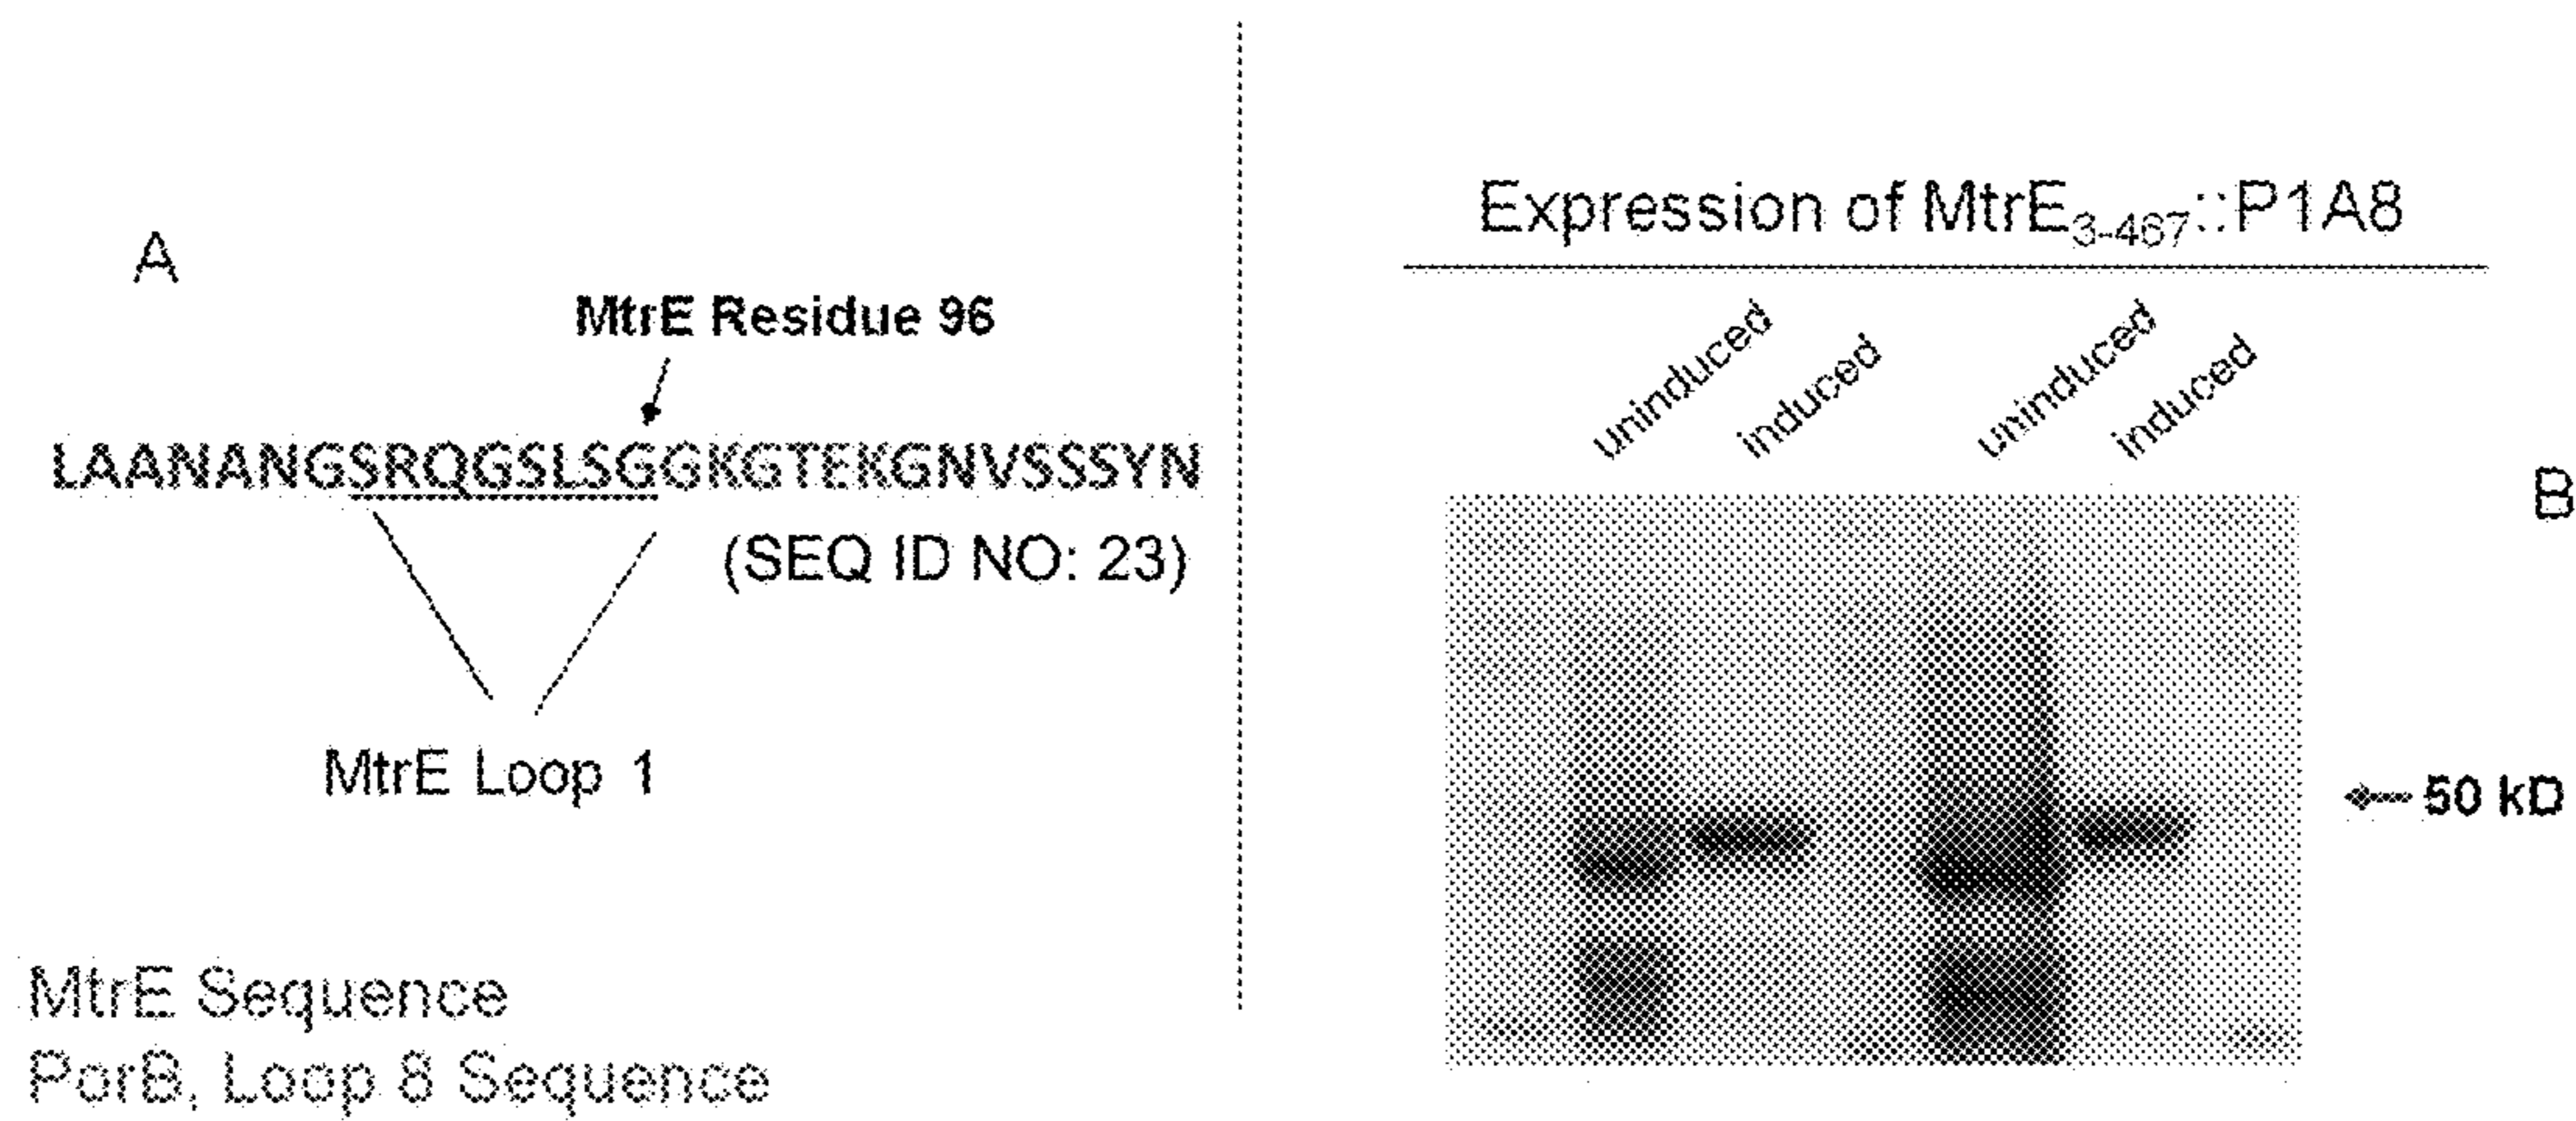 A
MtrE Residue 96
LAANANGSRQGSLSGGKGTEKGNVSSSYN
(SEQ ID NO: 23)
MtrE Loop 1
MtrE Sequence
PorB, Loop 8 Sequence
Expression of MtrE3-467::P1A8
uninduced
induced
uninduced
induced
B
50 kD